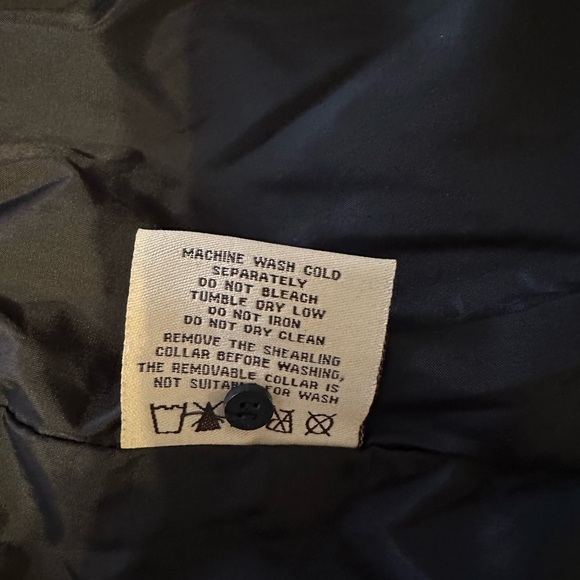 MACHINE WASH COLD
SEPARATELY
DO NOT BLEACH
TUMBLE DRY LOW
DO NOT IRON
DO NOT DRY CLEAN
REMOVE THE SHEARLING
COLLAR BEFORE WASHING,
THE REMOVABLE COLLAR IS
NOT FOR WASH